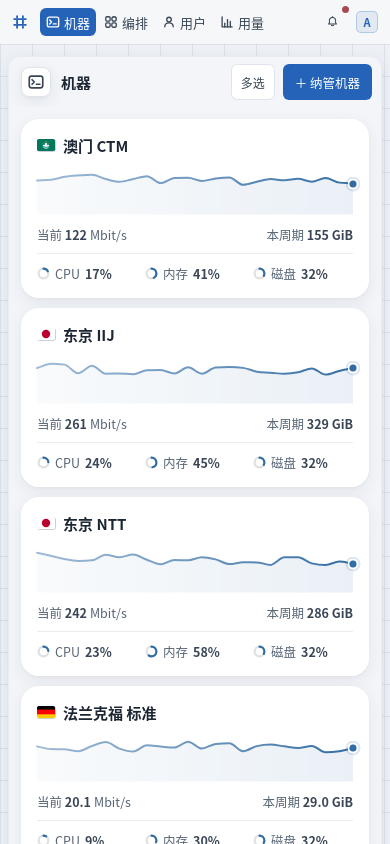 机器 编排 用户 用量 A
机器 多选 + 纳管机器
澳门 CTM
当前 122 Mbit/s 本周期 155 GiB
CPU 17% 内存 41% 磁盘 32%
东京 IIJ
当前 261 Mbit/s 本周期 329 GiB
CPU 24% 内存 45% 磁盘 32%
东京 NTT
当前 242 Mbit/s 本周期 286 GiB
CPU 23% 内存 58% 磁盘 32%
法兰克福 标准
当前 20.1 Mbit/s 本周期 29.0 GiB
CPU 9% 内存 30% 磁盘 32%